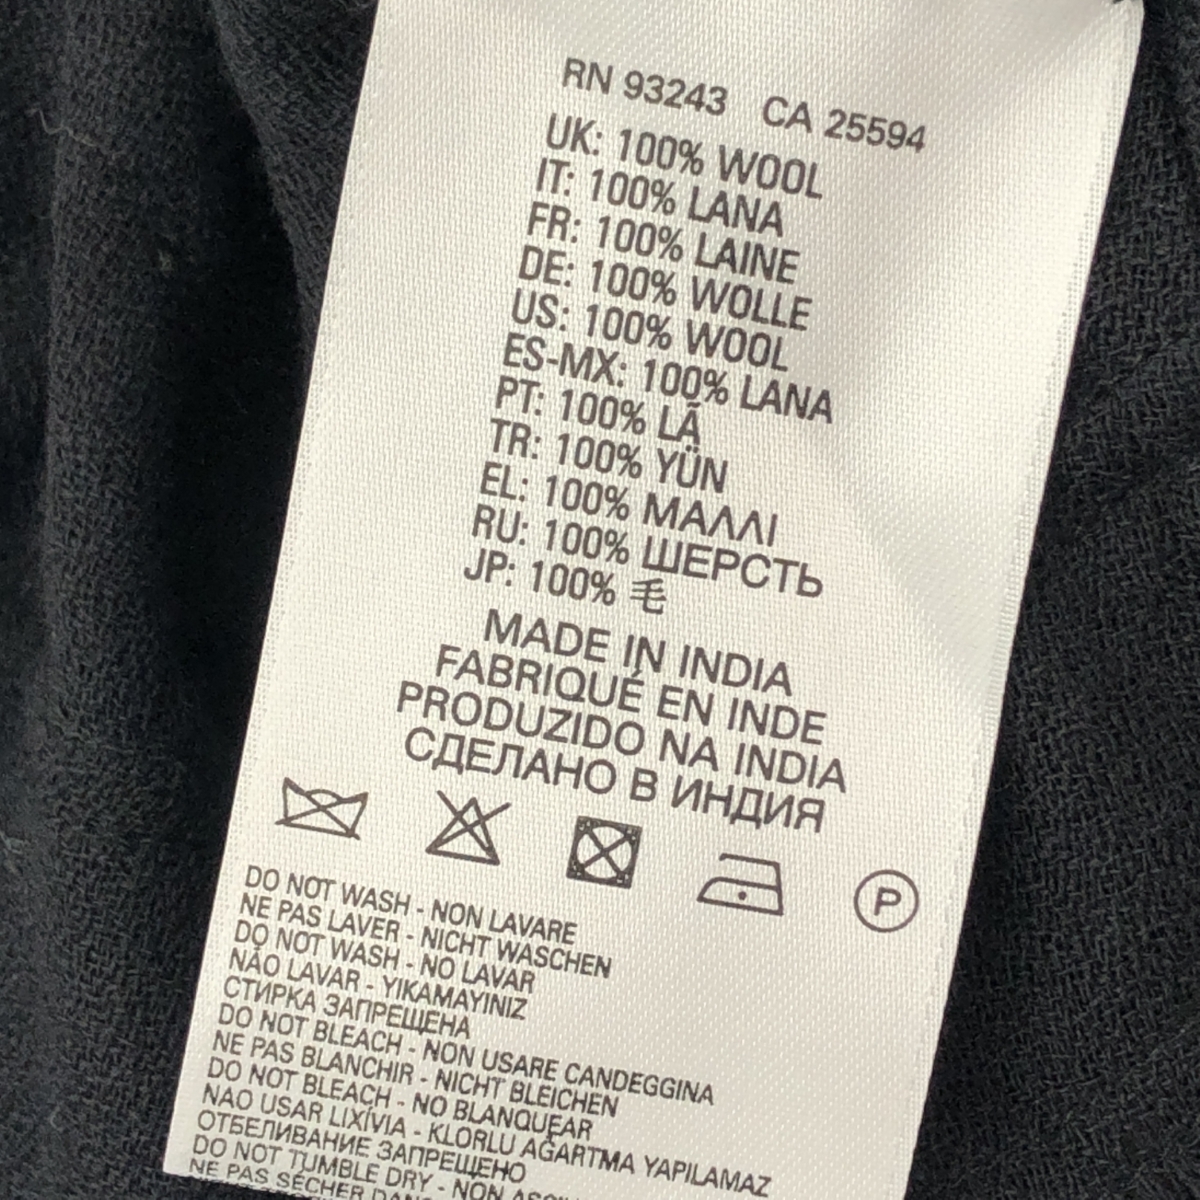 RN 93243 CA 25594
UK: 100% WOOL
IT: 100% LANA
FR: 100% LAINE
DE: 100% WOLLE
US: 100% WOOL
ES-MX: 100% LANA
PT: 100% LÃ
TR: 100% YÜN
EL: 100% ΜΑΛΛΙ
RU: 100% ШЕРСТЬ
JP: 100% 毛
MADE IN INDIA
FABRIQUÉ EN INDE
PRODUZIDO NA INDIA
СДЕЛАНО В ИНДИЯ
P
DO NOT WASH - NON LAVARE
NE PAS LAVER - NICHT WASCHEN
DO NOT WASH - NO LAVAR
NÃO LAVAR - YIKAMAYINIZ
СТИРКА ЗАПРЕЩЕНА
DO NOT BLEACH - NON USARE CANDEGGINA
NE PAS BLANCHIR - NICHT BLEICHEN
DO NOT BLEACH - NO BLANQUEAR
NAO USAR LIXÍVIA - KLORLU AĞARTMA YAPILAMAZ
ОТБЕЛИВАНИЕ ЗАПРЕЩЕНО
DO NOT TUMBLE DRY - NON
NE PAS SÉCHER